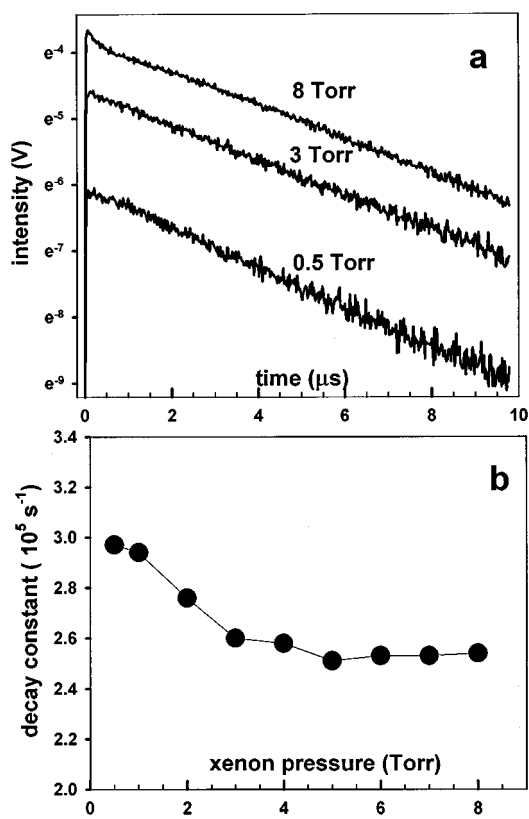 a
e-4
e-5
e-6
e-7
e-8
e-9
intensity (V)
8 Torr
3 Torr
0.5 Torr
time (μs)
0 2 4 6 8 10
b
3.4
3.2
3.0
2.8
2.6
2.4
2.2
2.0
decay constant ( 10^5 s^-1)
xenon pressure (Torr)
0 2 4 6 8